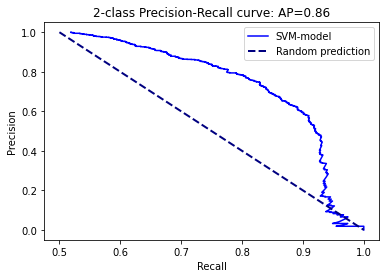 2-class Precision-Recall curve: AP=0.86
SVM-model
Random prediction
Precision
1.0
0.8
0.6
0.4
0.2
0.0
0.5
0.6
0.7
0.8
0.9
1.0
Recall